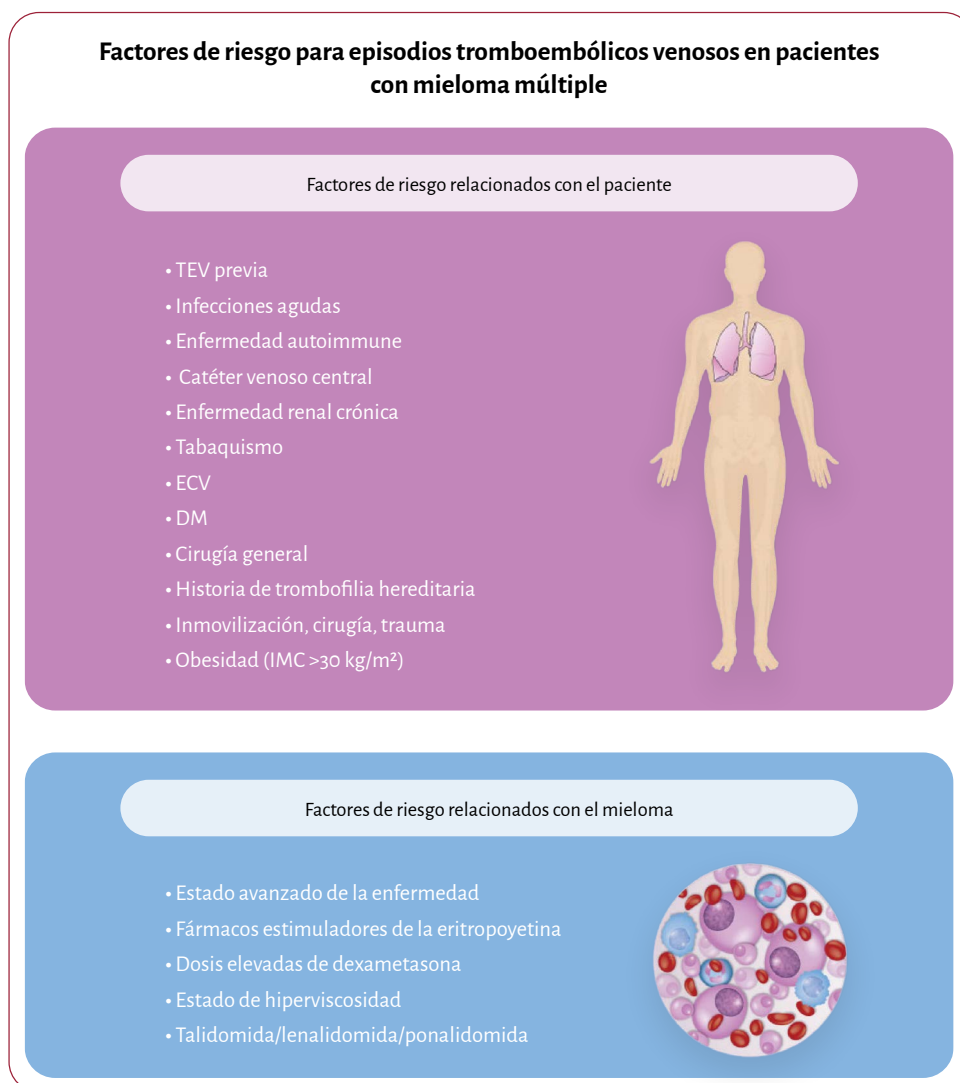 Factores de riesgo para episodios tromboembólicos venosos en pacientes
con mieloma múltiple
Factores de riesgo relacionados con el paciente
• TEV previa
• Infecciones agudas
• Enfermedad autoimmune
• Catéter venoso central
• Enfermedad renal crónica
• Tabaquismo
• ECV
• DM
• Cirugía general
• Historia de trombofilia hereditaria
• Inmovilización, cirugía, trauma
• Obesidad (IMC >30 kg/m²)
Factores de riesgo relacionados con el mieloma
• Estado avanzado de la enfermedad
• Fármacos estimuladores de la eritropoyetina
• Dosis elevadas de dexametasona
• Estado de hiperviscosidad
• Talidomida/lenalidomida/ponalidomida